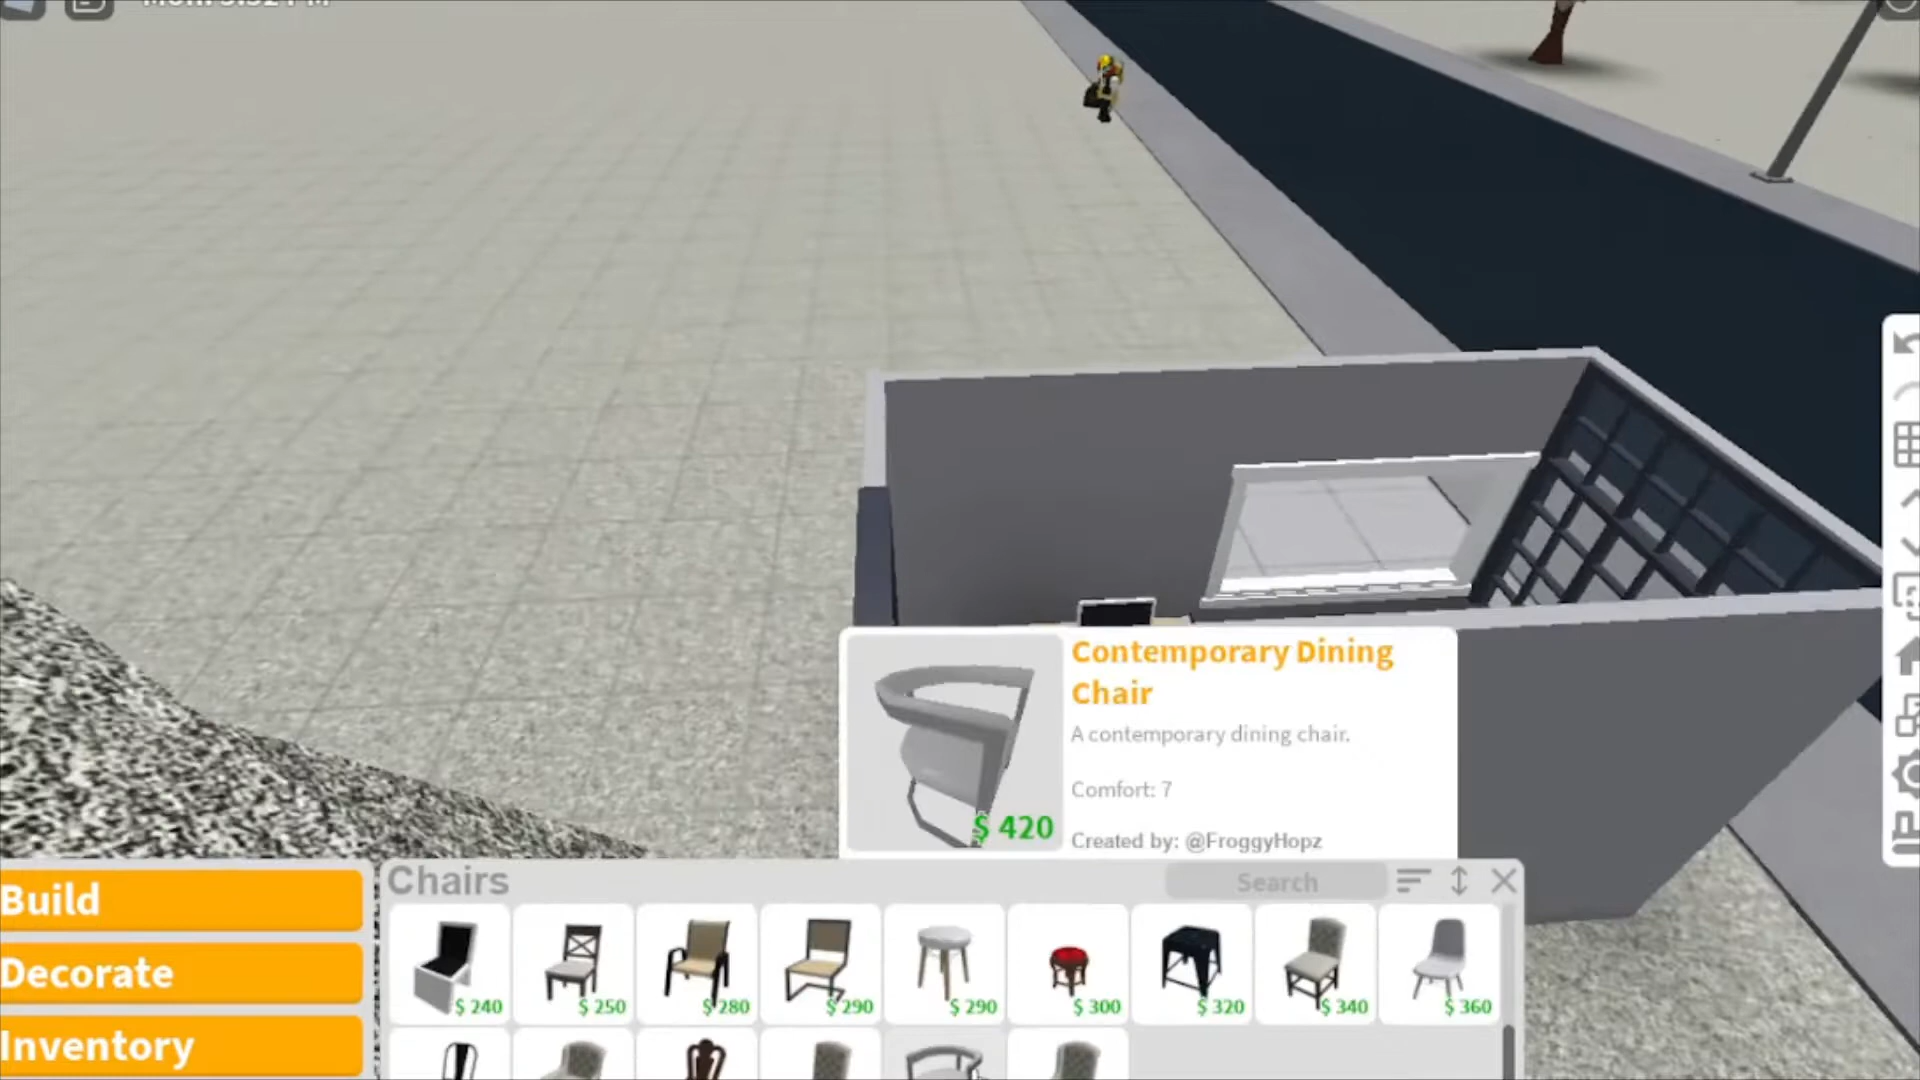 Contemporary Dining
Chair
A contemporary dining chair.
Comfort: 7
$ 420
Created by: @FroggyHopz
Build
Decorate
Inventory
Chairs
Search
$ 240
$ 250
$ 280
$ 290
$ 290
$ 300
$ 320
$ 340
$ 360